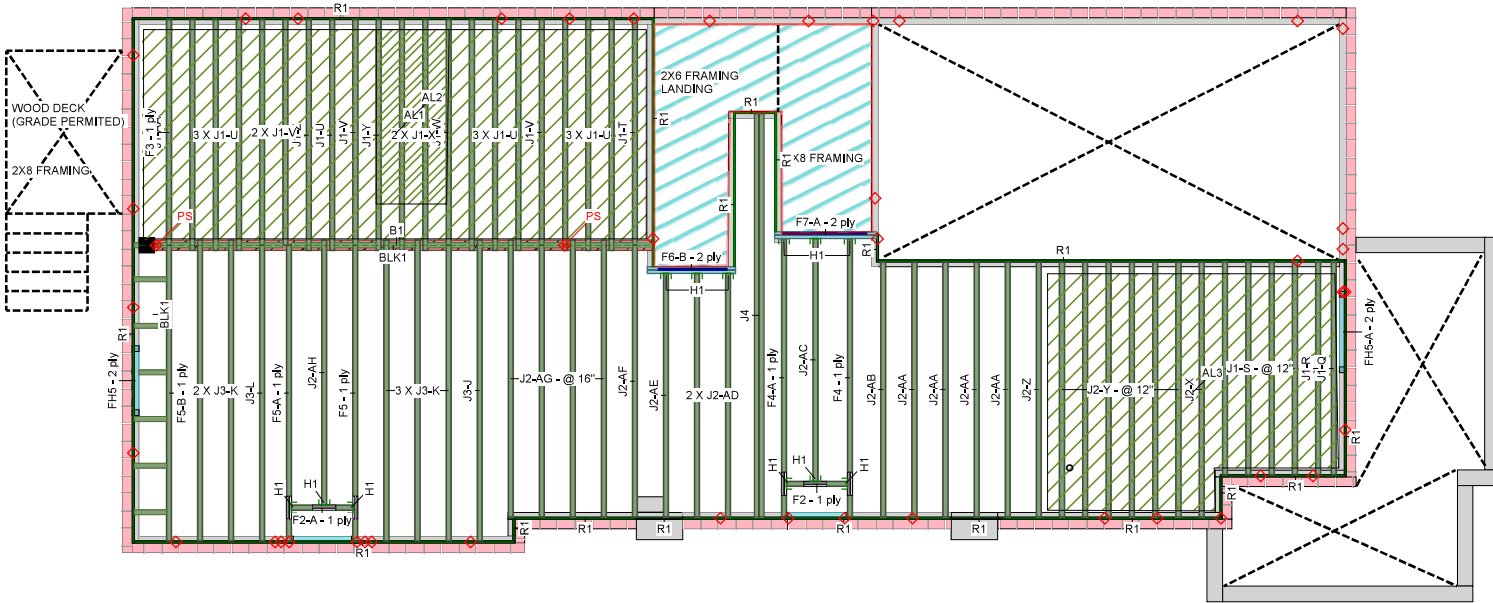 R1
WOOD DECK
(GRADE PERMITED)
2X8 FRAMING
F3 - 1 ply
3 X J1-U
2 X J1-V
J1-U
J1-V
J1-Y
AL1
AL2
2 X J1-X
J1-W
3 X J1-U
J1-V
3 X J1-U
J1-T
R1
2X6 FRAMING
LANDING
R1
R1
R1
X8 FRAMING
PS
PS
B1
BLK1
F6-B - 2 ply
H1
F7-A - 2 ply
H1
R1
R1
BLK1
R1
FH5 - 2 ply
F5-B - 1 ply
2 X J3-K
J3-L
F5-A - 1 ply
J2-AH
F5 - 1 ply
3 X J3-K
J3-J
J2-AG - @ 16"
J2-AF
J2-AE
2 X J2-AD
J4
F4-A - 1 ply
J2-AC
F4 - 1 ply
J2-AB
J2-AA
J2-AA
J2-AA
J2-AA
J2-Z
J2-Y - @ 12"
J2-X
AL3
J1-S - @ 12"
J1-R
J1-Q
FH5-A - 2 ply
R1
H1
H1
H1
F2-A - 1 ply
H1
H1
H1
F2 - 1 ply
R1
R1
R1
R1
R1
R1
R1
R1
R1
R1